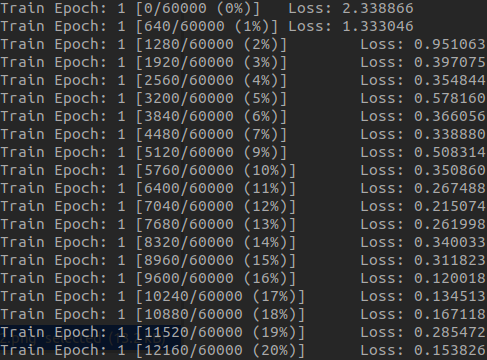 Train Epoch: 1 [0/60000 (0%)]	Loss: 2.338866
Train Epoch: 1 [640/60000 (1%)]	Loss: 1.333046
Train Epoch: 1 [1280/60000 (2%)]	Loss: 0.951063
Train Epoch: 1 [1920/60000 (3%)]	Loss: 0.397075
Train Epoch: 1 [2560/60000 (4%)]	Loss: 0.354844
Train Epoch: 1 [3200/60000 (5%)]	Loss: 0.578160
Train Epoch: 1 [3840/60000 (6%)]	Loss: 0.366056
Train Epoch: 1 [4480/60000 (7%)]	Loss: 0.338880
Train Epoch: 1 [5120/60000 (9%)]	Loss: 0.508314
Train Epoch: 1 [5760/60000 (10%)]	Loss: 0.350860
Train Epoch: 1 [6400/60000 (11%)]	Loss: 0.267488
Train Epoch: 1 [7040/60000 (12%)]	Loss: 0.215074
Train Epoch: 1 [7680/60000 (13%)]	Loss: 0.261998
Train Epoch: 1 [8320/60000 (14%)]	Loss: 0.340033
Train Epoch: 1 [8960/60000 (15%)]	Loss: 0.311823
Train Epoch: 1 [9600/60000 (16%)]	Loss: 0.120018
Train Epoch: 1 [10240/60000 (17%)]	Loss: 0.134513
Train Epoch: 1 [10880/60000 (18%)]	Loss: 0.167118
Train Epoch: 1 [11520/60000 (19%)]	Loss: 0.285472
Train Epoch: 1 [12160/60000 (20%)]	Loss: 0.153826